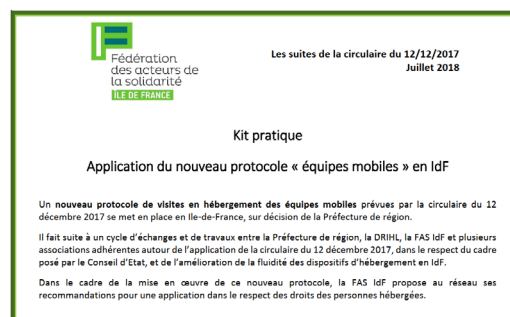 Fédération
des acteurs de
la solidarité
ÎLE DE FRANCE
Les suites de la circulaire du 12/12/2017
Juillet 2018
Kit pratique
Application du nouveau protocole « équipes mobiles » en IdF
Un nouveau protocole de visites en hébergement des équipes mobiles prévues par la circulaire du 12
décembre 2017 se met en place en Ile-de-France, sur décision de la Préfecture de région.
Il fait suite à un cycle d'échanges et de travaux entre la Préfecture de région, la DRIHL, la FAS IdF et plusieurs
associations adhérentes autour de l'application de la circulaire du 12 décembre 2017, dans le respect du cadre
posé par le Conseil d'Etat, et de l'amélioration de la fluidité des dispositifs d'hébergement en IdF.
Dans le cadre de la mise en œuvre de ce nouveau protocole, la FAS IdF propose au réseau ses
recommandations pour une application dans le respect des droits des personnes hébergées.